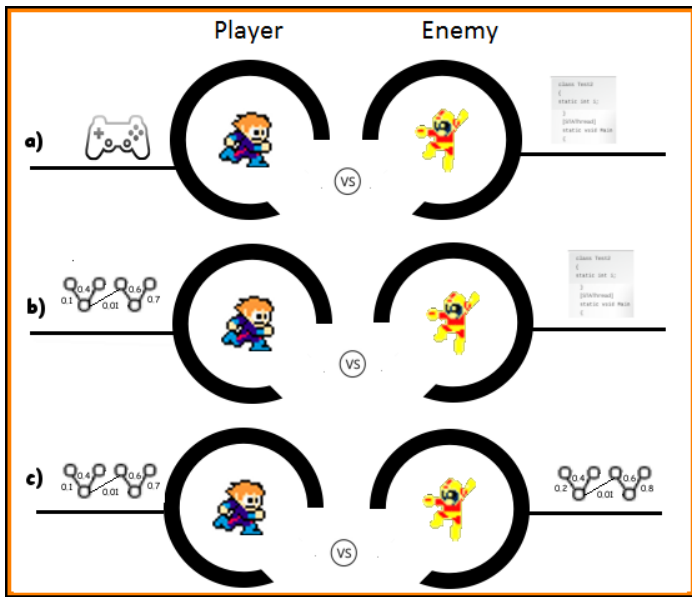 Player Enemy
a)
class Test2
{
static int i;
}
[STAThread]
static void Main
{
VS
b)
0.1 0.4 0.01 0.6 0.7
class Test2
{
static int i;
}
[STAThread]
static void Main
{
VS
c)
0.1 0.4 0.01 0.6 0.7
0.2 0.4 0.01 0.6 0.8
VS